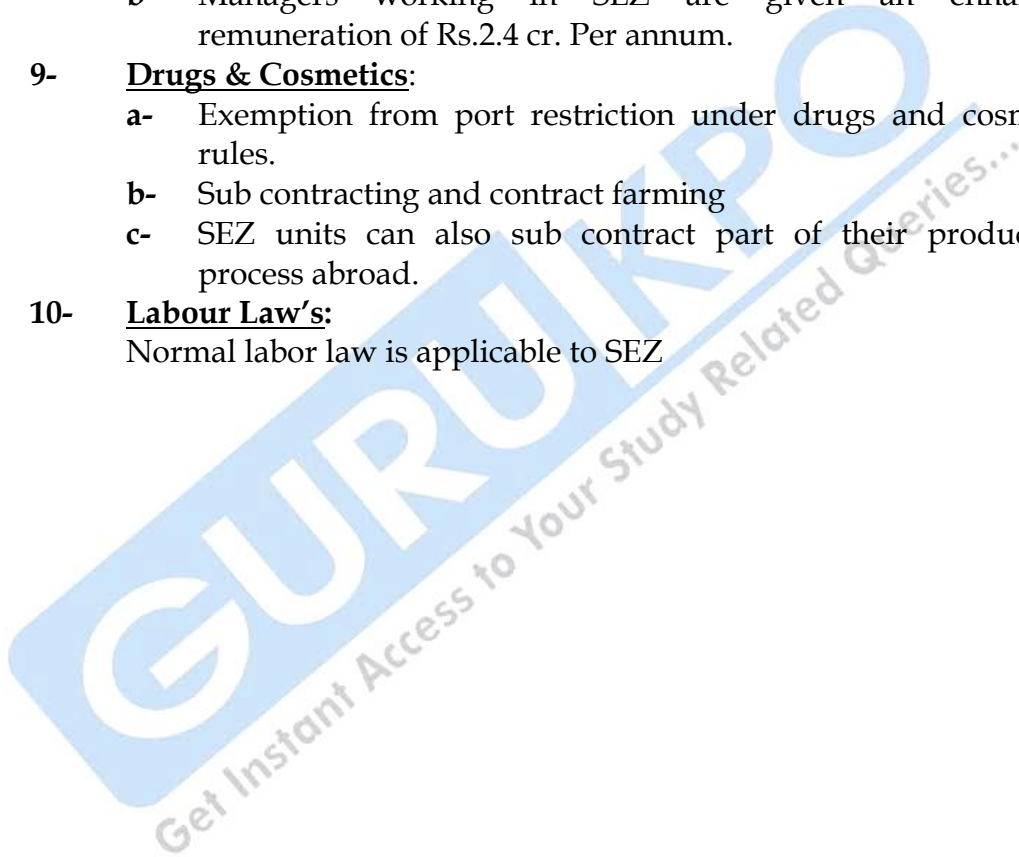 b Managers working in SEZ are given an
remuneration of Rs.2.4 cr. Per annum.
9- Drugs & Cosmetics:
a- Exemption from port restriction under drugs and
rules.
b- Sub contracting and contract farming
c- SEZ units can also sub contract part of their
process abroad.
10- Labour Law's:
Normal labor law is applicable to SEZ
GURUKPO
Get Instant Access to Your Study Related Queries...